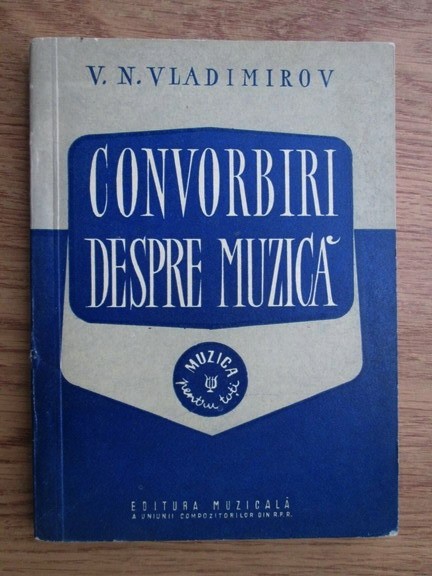 V. N. VLADIMIROV
CONVORBIRI
DESPRE MUZICĂ
MUZICA
pentru toți
EDITURA MUZICALĂ
A UNIUNII COMPOZITORILOR DIN R.P.R.